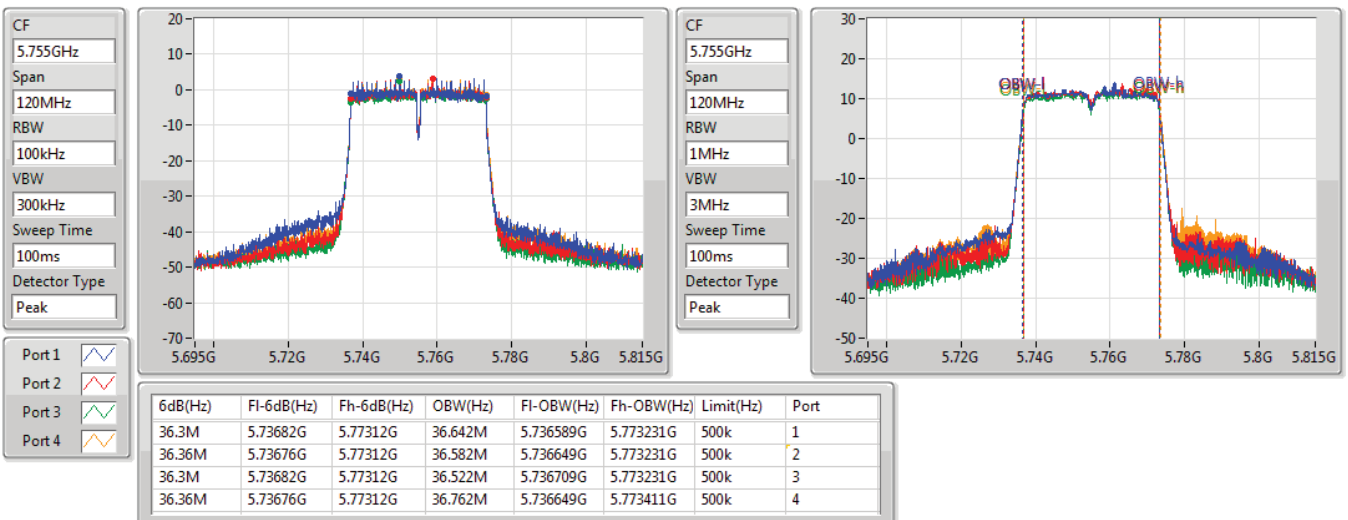 CF
5.755GHz
Span
120MHz
RBW
100kHz
VBW
300kHz
Sweep Time
100ms
Detector Type
Peak
20
10
0
-10
-20
-30
-40
-50
-60
-70
5.695G 5.72G 5.74G 5.76G 5.78G 5.8G 5.815G
CF
5.755GHz
Span
120MHz
RBW
1MHz
VBW
3MHz
Sweep Time
100ms
Detector Type
Peak
30
20
10
0
-10
-20
-30
-40
-50
OBW-l OBW-h
5.695G 5.72G 5.74G 5.76G 5.78G 5.8G 5.815G
Port 1
Port 2
Port 3
Port 4
6dB(Hz) Fl-6dB(Hz) Fh-6dB(Hz) OBW(Hz) Fl-OBW(Hz) Fh-OBW(Hz) Limit(Hz) Port
36.3M 5.73682G 5.77312G 36.642M 5.736589G 5.773231G 500k 1
36.36M 5.73676G 5.77312G 36.582M 5.736649G 5.773231G 500k 2
36.3M 5.73682G 5.77312G 36.522M 5.736709G 5.773231G 500k 3
36.36M 5.73676G 5.77312G 36.762M 5.736649G 5.773411G 500k 4